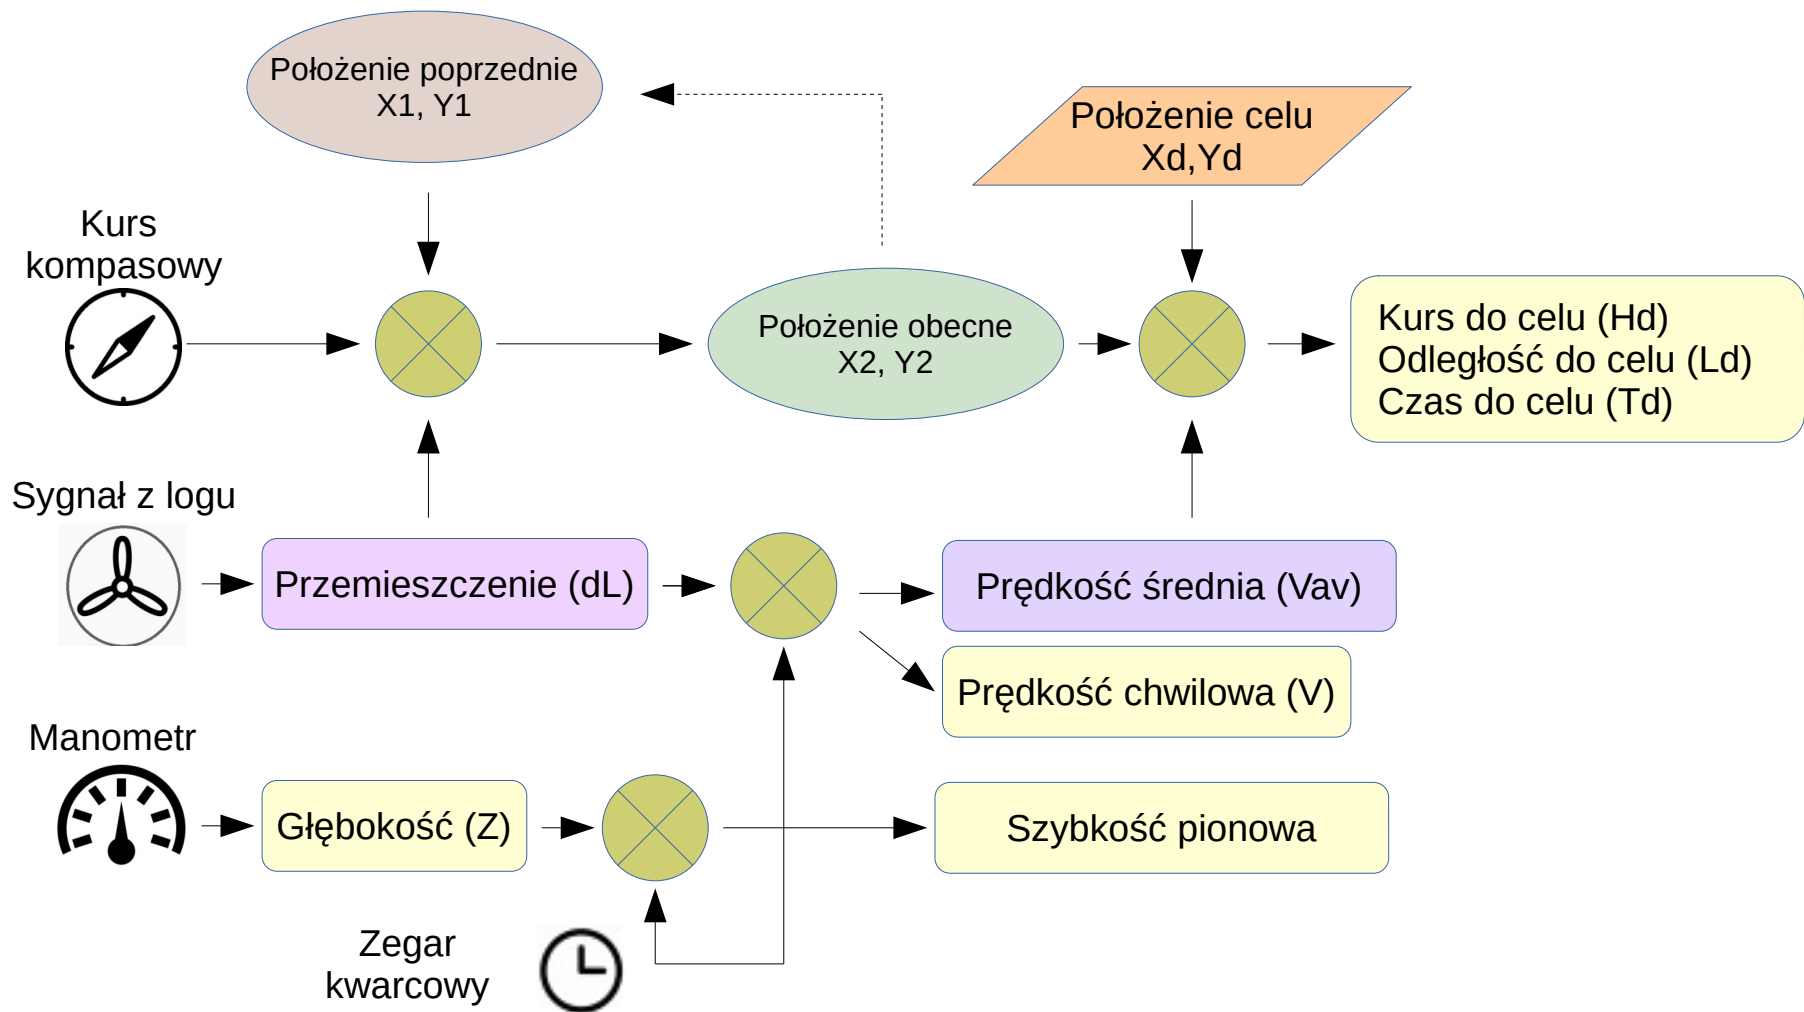 Położenie poprzednie
X1, Y1
Położenie celu
Xd,Yd
Kurs
kompasowy
Położenie obecne
X2, Y2
Kurs do celu (Hd)
Odległość do celu (Ld)
Czas do celu (Td)
Sygnał z logu
Przemieszczenie (dL)
Prędkość średnia (Vav)
Prędkość chwilowa (V)
Manometr
Głębokość (Z)
Szybkość pionowa
Zegar
kwarcowy